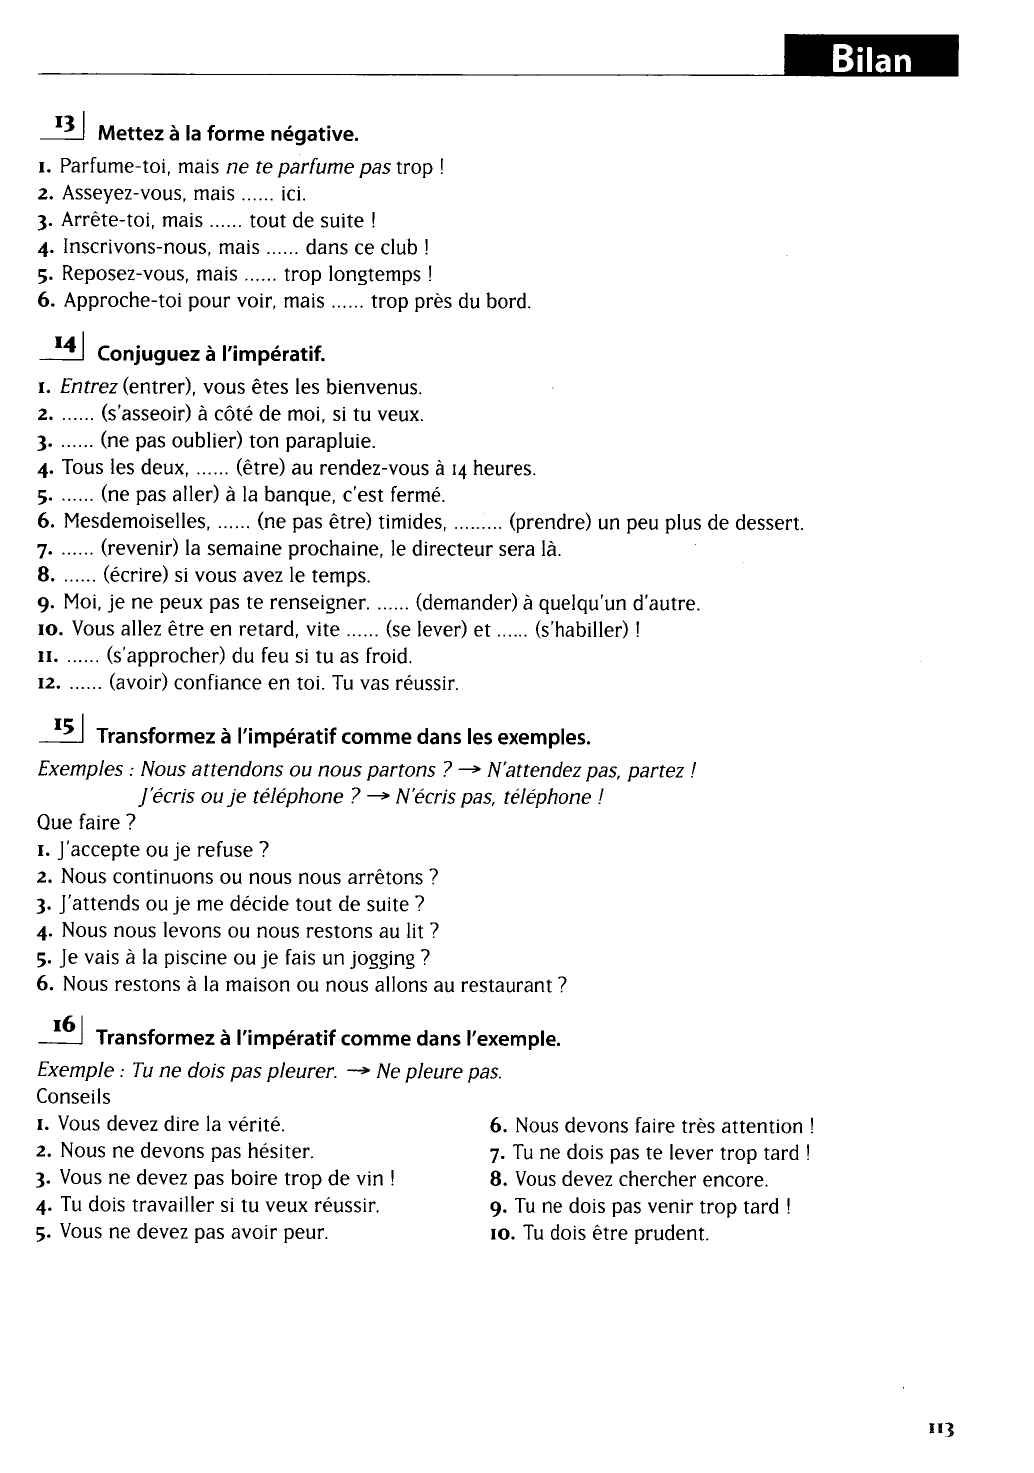 Bilan
13 Mettez à la forme négative.
1. Parfume-toi, mais ne te parfume pas trop !
2. Asseyez-vous, mais ...... ici.
3. Arrête-toi, mais ...... tout de suite !
4. Inscrivons-nous, mais ...... dans ce club !
5. Reposez-vous, mais ...... trop longtemps !
6. Approche-toi pour voir, mais ...... trop près du bord.
14 Conjuguez à l'impératif.
1. Entrez (entrer), vous êtes les bienvenus.
2. ...... (s'asseoir) à côté de moi, si tu veux.
3. ...... (ne pas oublier) ton parapluie.
4. Tous les deux, ...... (être) au rendez-vous à 14 heures.
5. ...... (ne pas aller) à la banque, c'est fermé.
6. Mesdemoiselles, ...... (ne pas être) timides, ......... (prendre) un peu plus de dessert.
7. ...... (revenir) la semaine prochaine, le directeur sera là.
8. ...... (écrire) si vous avez le temps.
9. Moi, je ne peux pas te renseigner. ...... (demander) à quelqu'un d'autre.
10. Vous allez être en retard, vite ...... (se lever) et ...... (s'habiller) !
11. ...... (s'approcher) du feu si tu as froid.
12. ...... (avoir) confiance en toi. Tu vas réussir.
15 Transformez à l'impératif comme dans les exemples.
Exemples : Nous attendons ou nous partons ? → N'attendez pas, partez !
J'écris ou je téléphone ? → N'écris pas, téléphone !
Que faire ?
1. J'accepte ou je refuse ?
2. Nous continuons ou nous nous arrêtons ?
3. J'attends ou je me décide tout de suite ?
4. Nous nous levons ou nous restons au lit ?
5. Je vais à la piscine ou je fais un jogging ?
6. Nous restons à la maison ou nous allons au restaurant ?
16 Transformez à l'impératif comme dans l'exemple.
Exemple : Tu ne dois pas pleurer. → Ne pleure pas.
Conseils
1. Vous devez dire la vérité.
2. Nous ne devons pas hésiter.
3. Vous ne devez pas boire trop de vin !
4. Tu dois travailler si tu veux réussir.
5. Vous ne devez pas avoir peur.
6. Nous devons faire très attention !
7. Tu ne dois pas te lever trop tard !
8. Vous devez chercher encore.
9. Tu ne dois pas venir trop tard !
10. Tu dois être prudent.
113